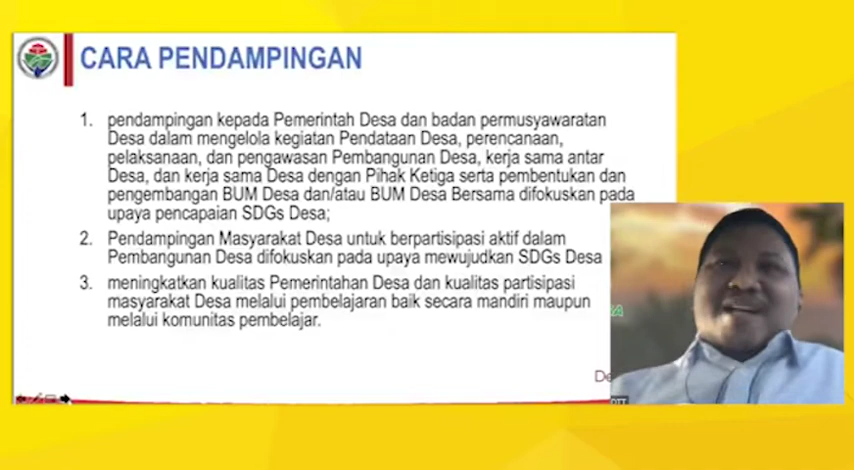 CARA PENDAMPINGAN
1. pendampingan kepada Pemerintah Desa dan badan permusyawaratan
Desa dalam mengelola kegiatan Pendataan Desa, perencanaan,
pelaksanaan, dan pengawasan Pembangunan Desa, kerja sama antar
Desa, dan kerja sama Desa dengan Pihak Ketiga serta pembentukan dan
pengembangan BUM Desa dan/atau BUM Desa Bersama difokuskan pada
upaya pencapaian SDGs Desa;
2. Pendampingan Masyarakat Desa untuk berpartisipasi aktif dalam
Pembangunan Desa difokuskan pada upaya mewujudkan SDGs Desa
3. meningkatkan kualitas Pemerintahan Desa dan kualitas partisipasi
masyarakat Desa melalui pembelajaran baik secara mandiri maupun
melalui komunitas pembelajar.